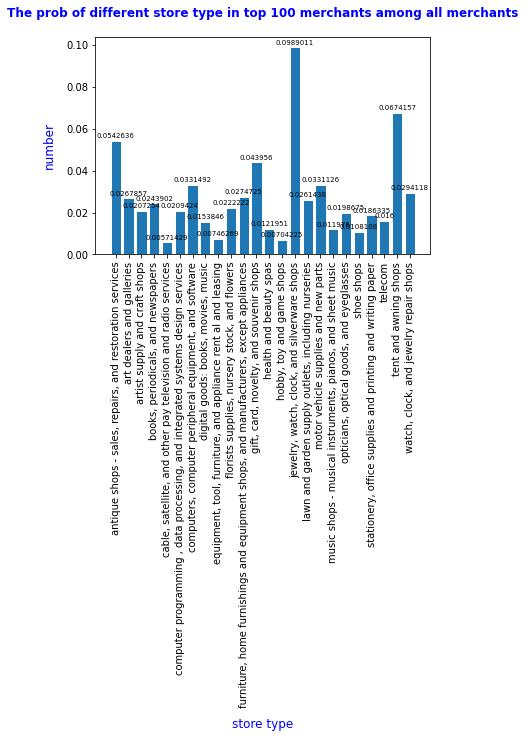 The prob of different store type in top 100 merchants among all merchants
number
0.10
0.08
0.06
0.04
0.02
0.00
0.0542636
0.0267857
0.0207254
0.0243902
0.00571429
0.0209424
0.0331492
0.0153846
0.00746269
0.0222222
0.0274725
0.043956
0.0121951
0.00704225
0.0989011
0.0261438
0.0331126
0.0198675
0.0108108
0.0186335
0.016
0.0674157
0.0294118
antique shops - sales, repairs, and restoration services
art dealers and galleries
artist supply and craft shops
books, periodicals, and newspapers
cable, satellite, and other pay television and radio services
computer programming , data processing, and integrated systems design services
computers, computer peripheral equipment, and software
digital goods: books, movies, music
equipment, tool, furniture, and appliance rent al and leasing
florists supplies, nursery stock, and flowers
furniture, home furnishings and equipment shops, and manufacturers, except appliances
gift, card, novelty, and souvenir shops
health and beauty spas
hobby, toy and game shops
jewelry, watch, clock, and silverware shops
lawn and garden supply outlets, including nurseries
motor vehicle supplies and new parts
music shops - musical instruments, pianos, and sheet music
opticians, optical goods, and eyeglasses
shoe shops
stationery, office supplies and printing and writing paper
telecom
tent and awning shops
watch, clock, and jewelry repair shops
store type